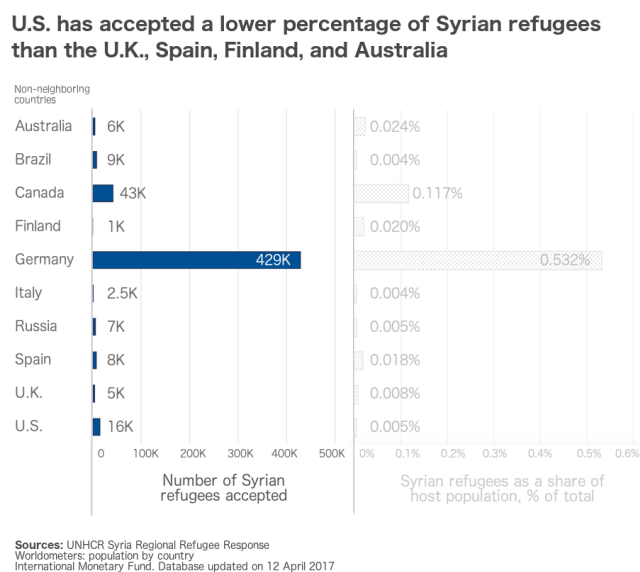 U.S. has accepted a lower percentage of Syrian refugees
than the U.K., Spain, Finland, and Australia
Non-neighboring
countries
Australia 6K 0.024%
Brazil 9K 0.004%
Canada 43K 0.117%
Finland 1K 0.020%
Germany 429K 0.532%
Italy 2.5K 0.004%
Russia 7K 0.005%
Spain 8K 0.018%
U.K. 5K 0.008%
U.S. 16K 0.005%
0 100K 200K 300K 400K 500K 0% 0.1% 0.2% 0.3% 0.4% 0.5% 0.6%
Number of Syrian
refugees accepted
Syrian refugees as a share of
host population, % of total
Sources: UNHCR Syria Regional Refugee Response
Worldometers: population by country
International Monetary Fund. Database updated on 12 April 2017